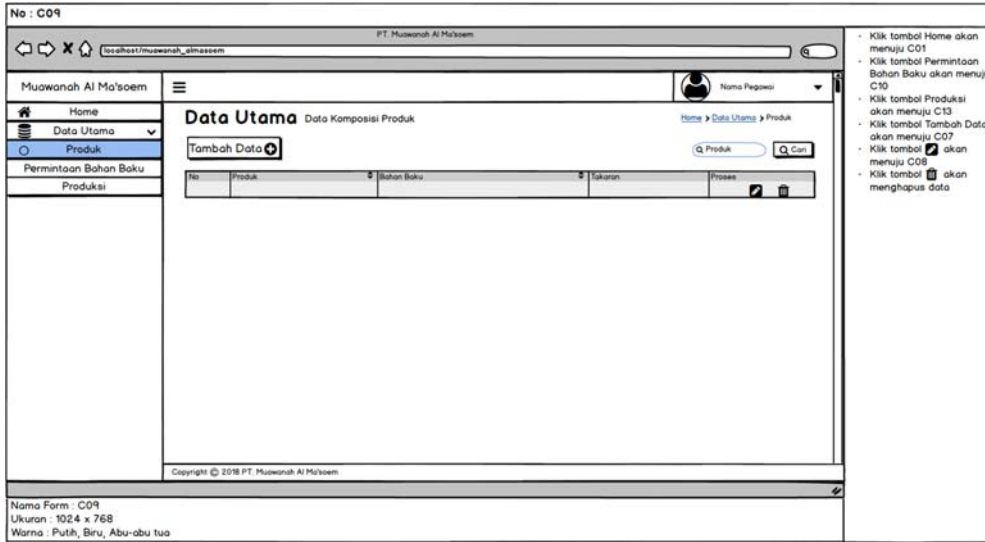 No : C09
PT. Muawanah Al Ma'soem
localhost/muawanah_almasoem
Muawanah Al Ma'soem
Nama Pegawai
Home
Data Utama
Produk
Permintaan Bahan Baku
Produksi
Data Utama Data Komposisi Produk
Home > Data Utama > Produk
Tambah Data
Produk
Cari
No Produk Bahan Baku Takaran Proses
Copyright © 2018 PT. Muawanah Al Ma'soem
Nama Form : C09
Ukuran : 1024 x 768
Warna : Putih, Biru, Abu-abu tua
- Klik tombol Home akan
menuju C01
- Klik tombol Permintaan
Bahan Baku akan menuju
C10
- Klik tombol Produksi
akan menuju C13
- Klik tombol Tambah Data
akan menuju C07
- Klik tombol akan
menuju C08
- Klik tombol akan
menghapus data